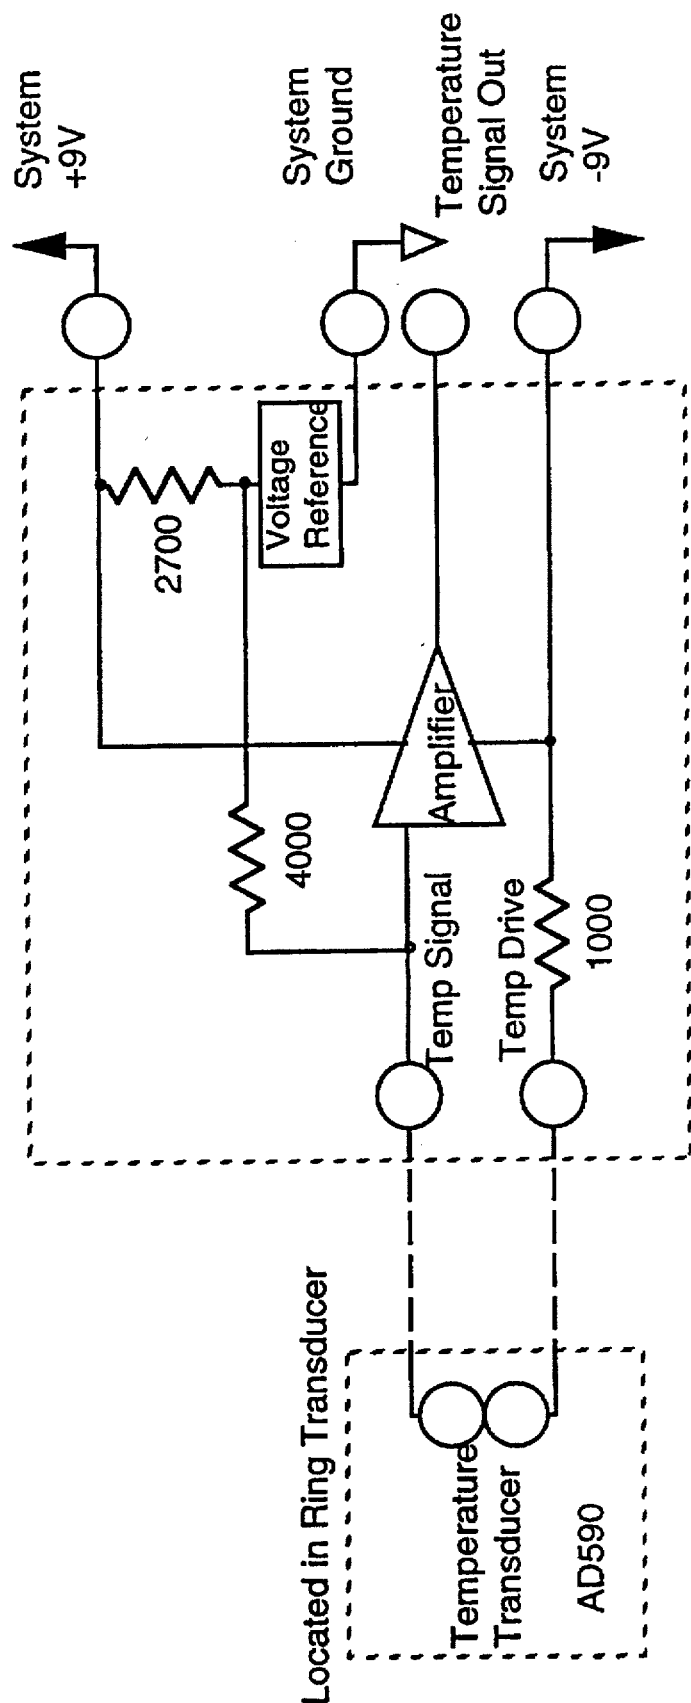 Located in Ring Transducer
Temperature
Transducer
AD590
Temp Signal
Temp Drive
1000
4000
Amplifier
2700
Voltage
Reference
System
+9V
System
Ground
Temperature
Signal Out
System
-9V